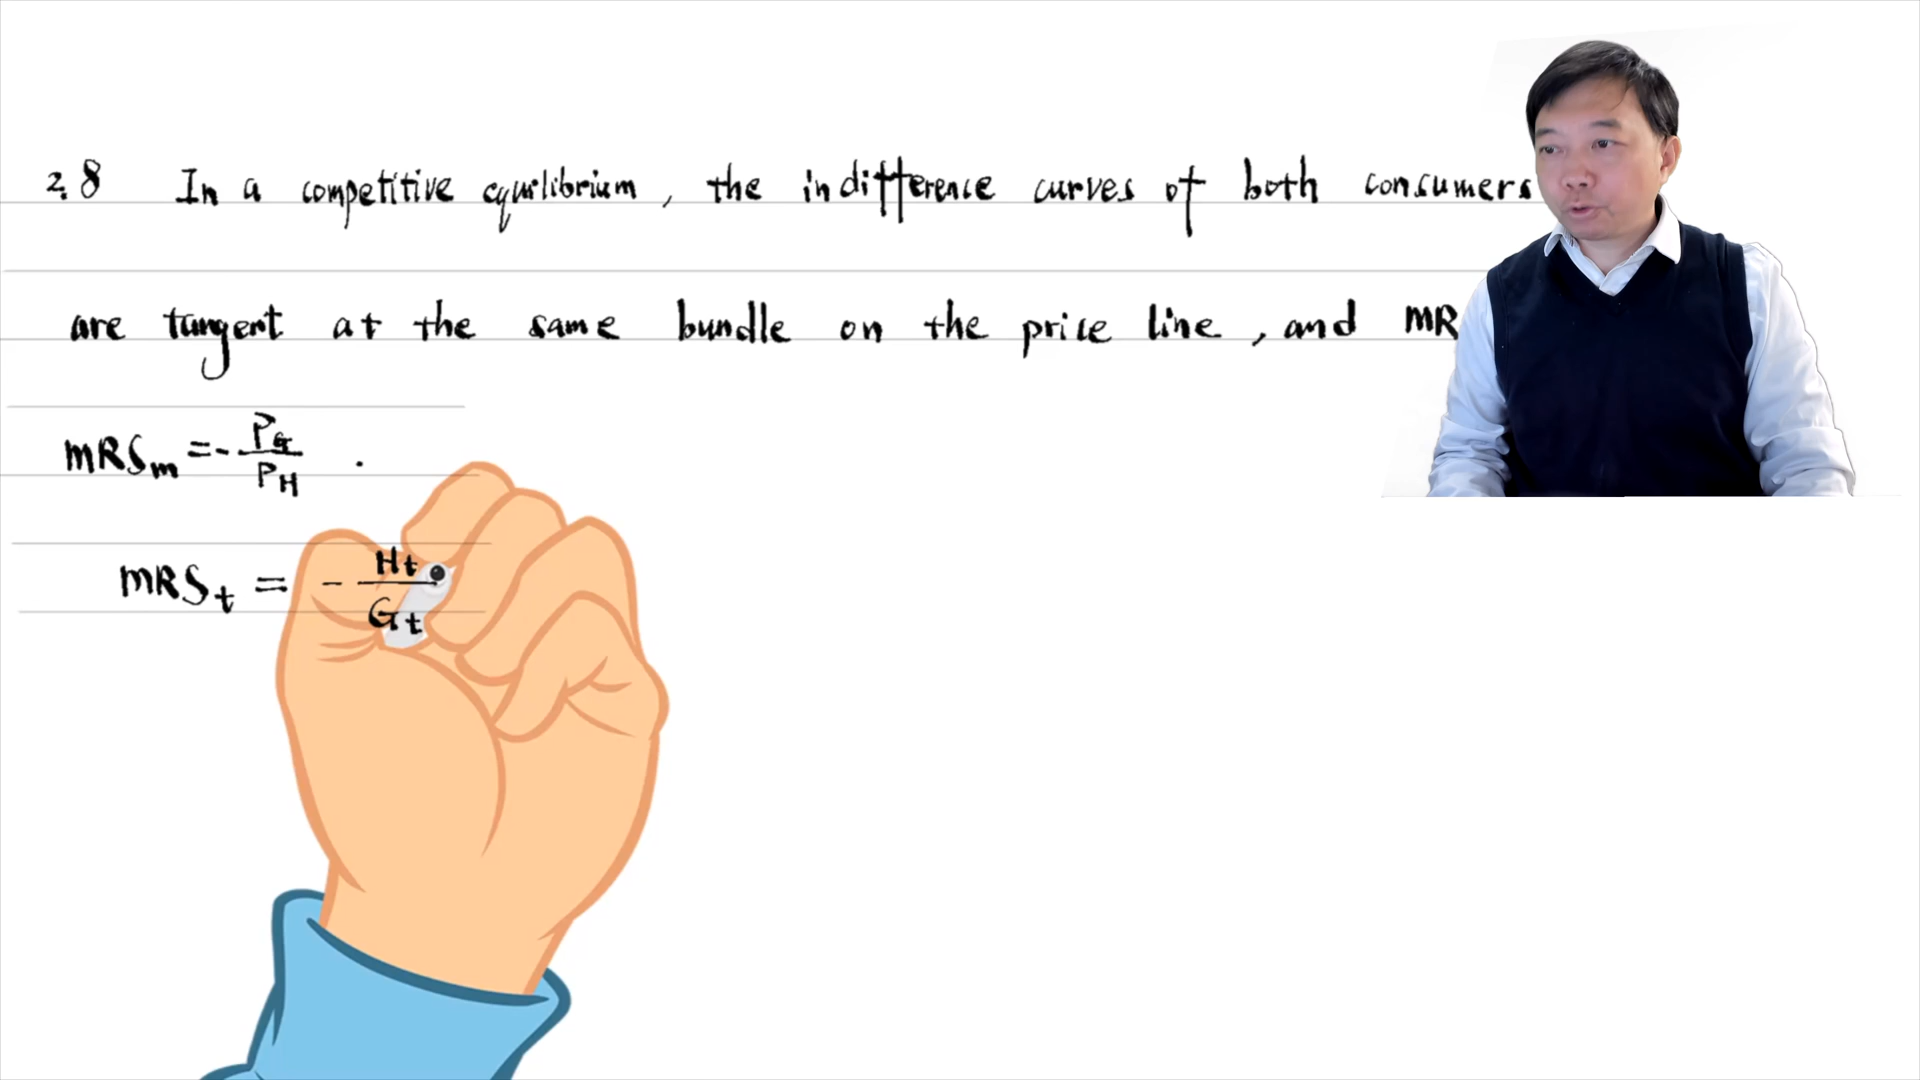 2.8 In a competitive equilibrium, the indifference curves of both consumers
are tangent at the same bundle on the price line, and MR
MRSm = - PG/PH .
MRSt = - Ht/Gt